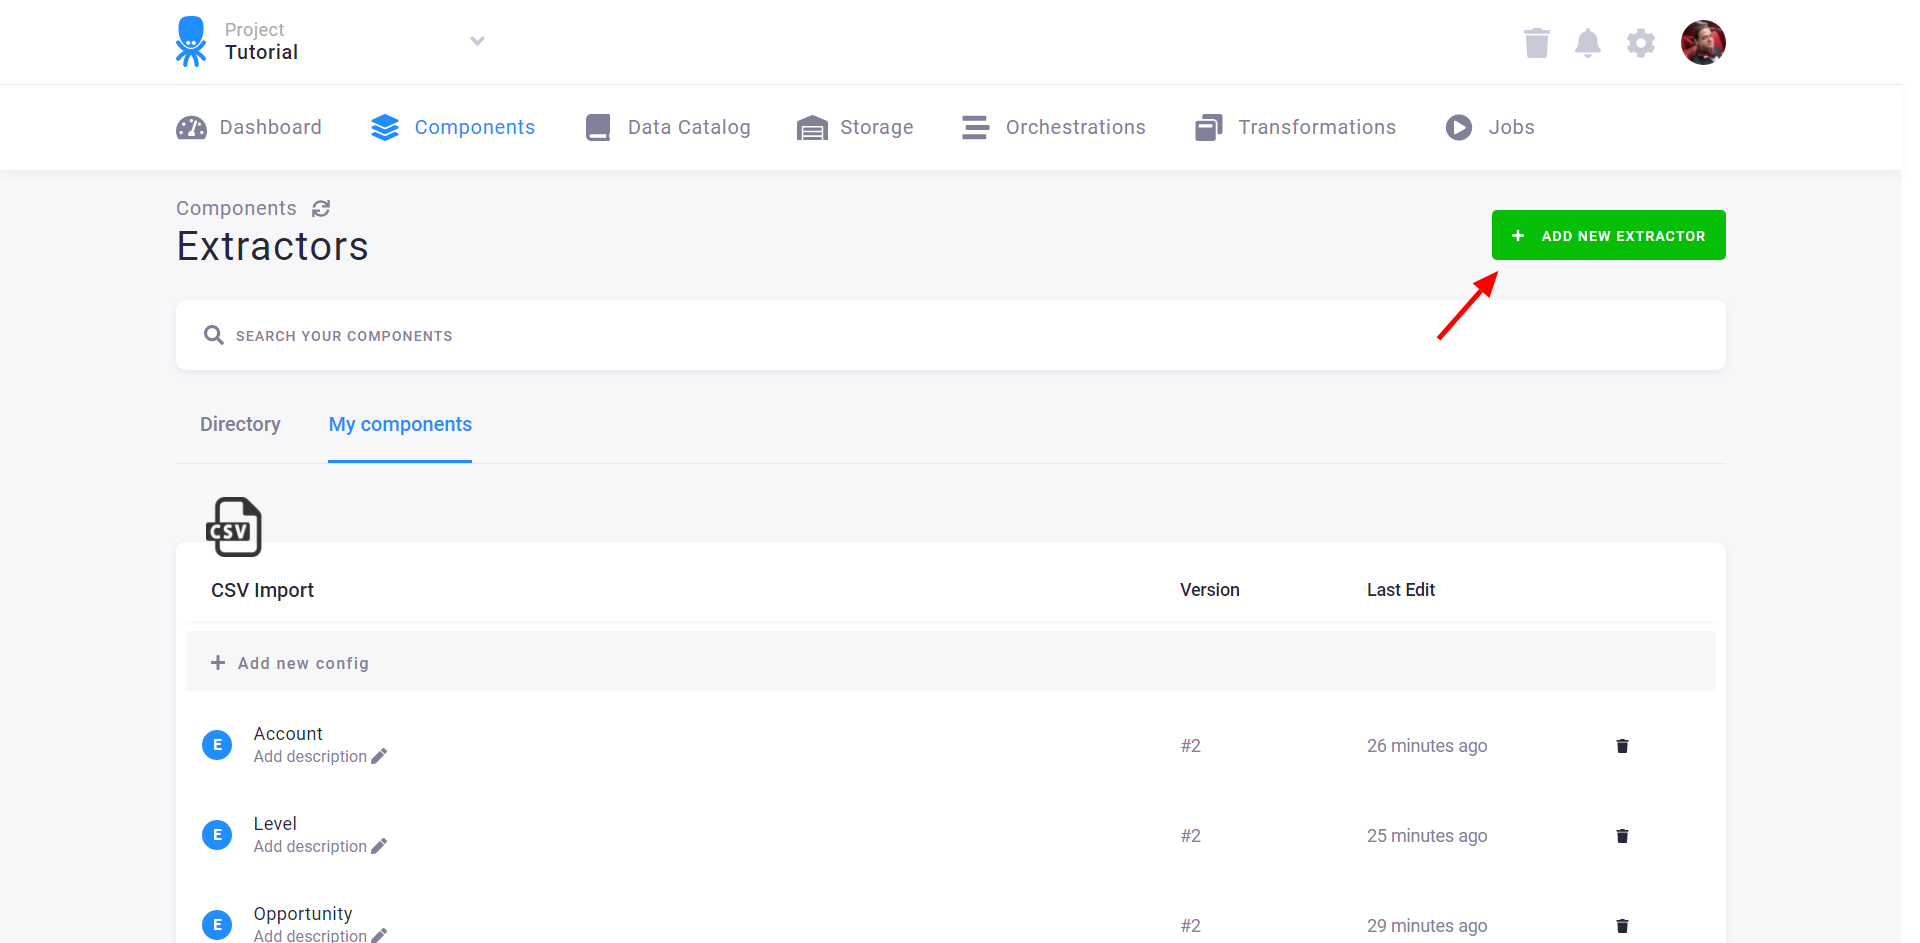 Project
Tutorial
Dashboard Components Data Catalog Storage Orchestrations Transformations Jobs
Components
Extractors
+ ADD NEW EXTRACTOR
SEARCH YOUR COMPONENTS
Directory My components
CSV
CSV Import Version Last Edit
+ Add new config
E Account #2 26 minutes ago
Add description
E Level #2 25 minutes ago
Add description
E Opportunity #2 29 minutes ago
Add description